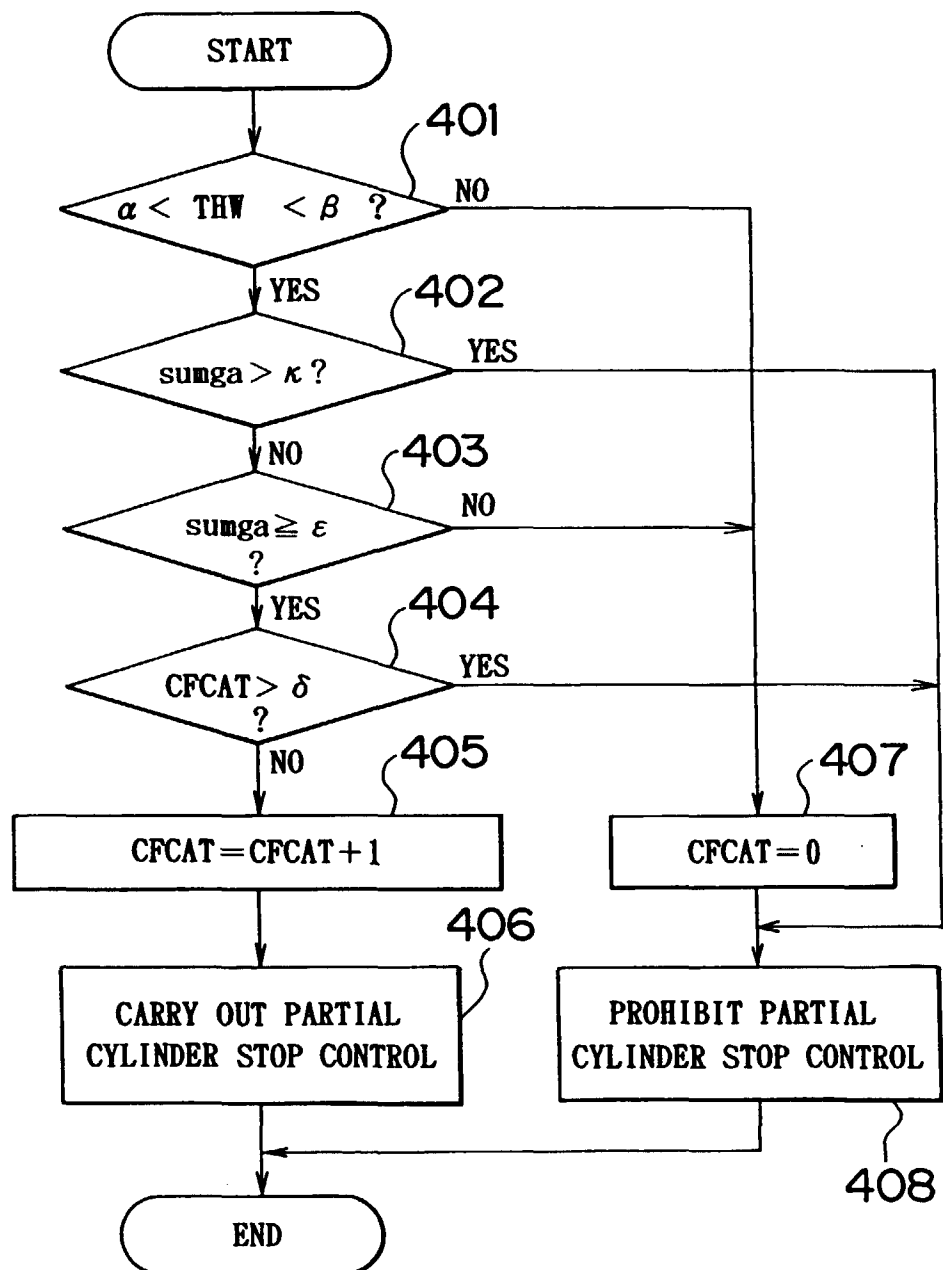 START
401
α < THW < β ?
NO
YES
402
sumga > κ ?
YES
NO
403
sumga ≧ ε
?
NO
YES
404
CFCAT > δ
?
YES
NO
405
CFCAT=CFCAT+1
407
CFCAT=0
406
CARRY OUT PARTIAL
CYLINDER STOP CONTROL
PROHIBIT PARTIAL
CYLINDER STOP CONTROL
408
END